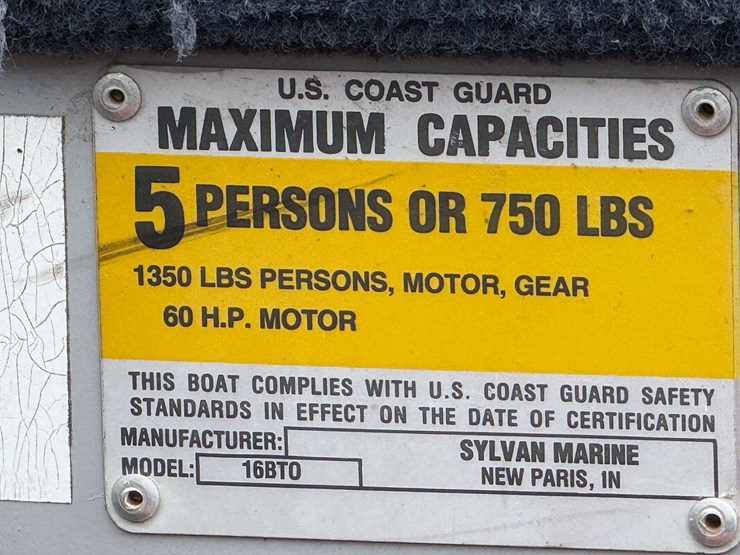 U.S. COAST GUARD
MAXIMUM CAPACITIES
5 PERSONS OR 750 LBS
1350 LBS PERSONS, MOTOR, GEAR
60 H.P. MOTOR
THIS BOAT COMPLIES WITH U.S. COAST GUARD SAFETY
STANDARDS IN EFFECT ON THE DATE OF CERTIFICATION
MANUFACTURER: SYLVAN MARINE
MODEL: 16BTO NEW PARIS, IN